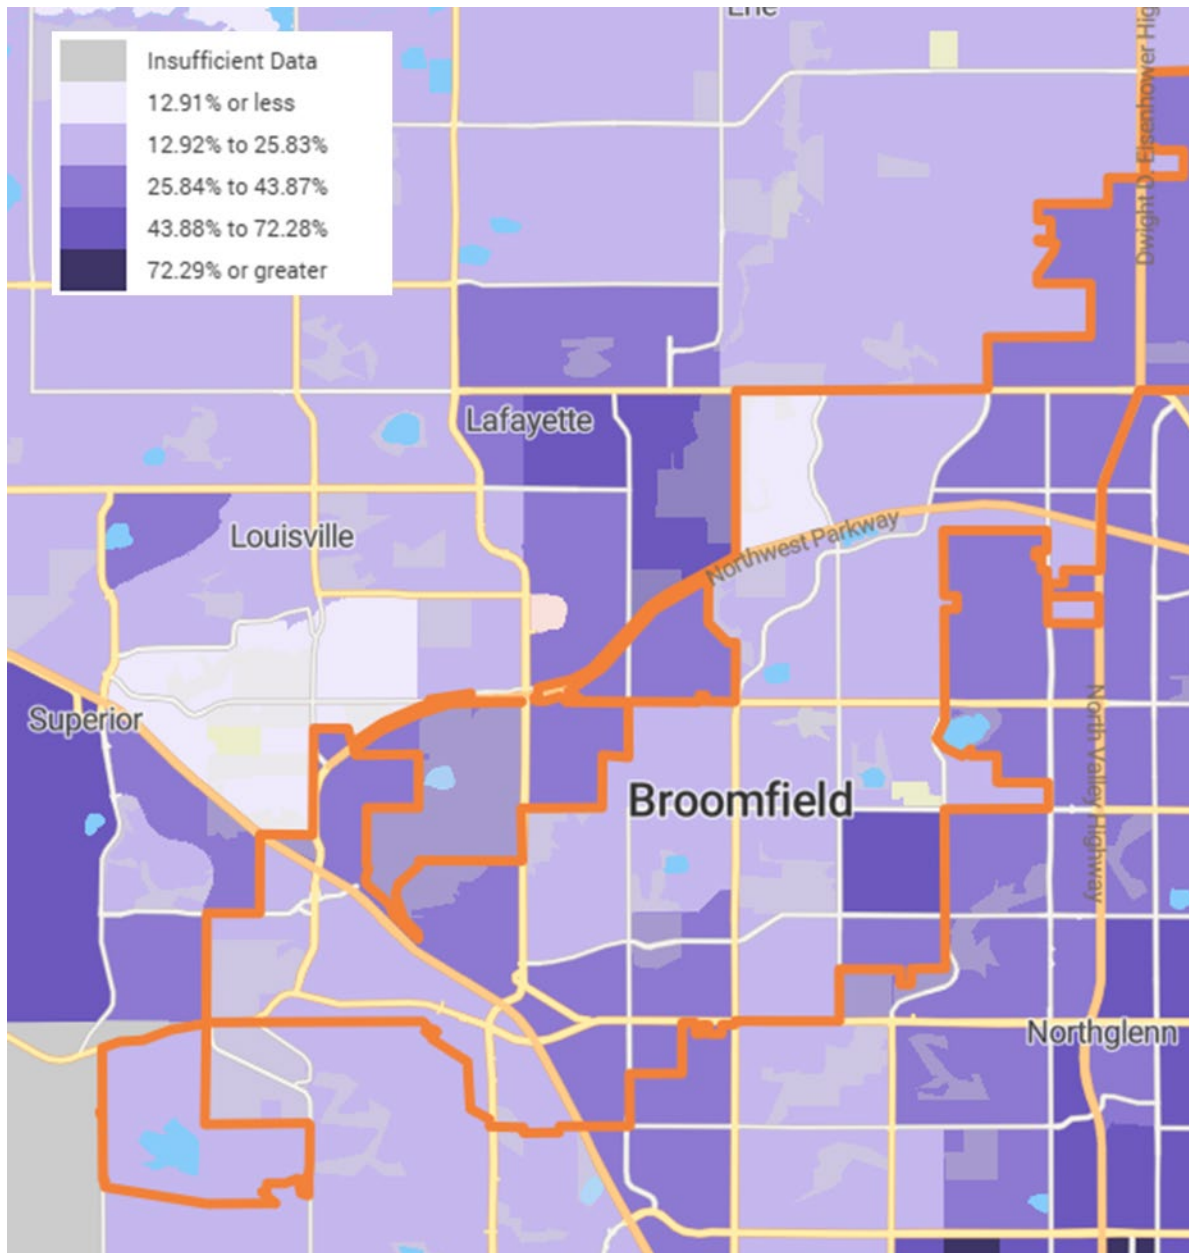 Erie
Insufficient Data
12.91% or less
12.92% to 25.83%
25.84% to 43.87%
43.88% to 72.28%
72.29% or greater
Dwight D. Eisenhower Hig
Lafayette
Louisville
Northwest Parkway
Superior
Broomfield
North Valley Highway
Northglenn